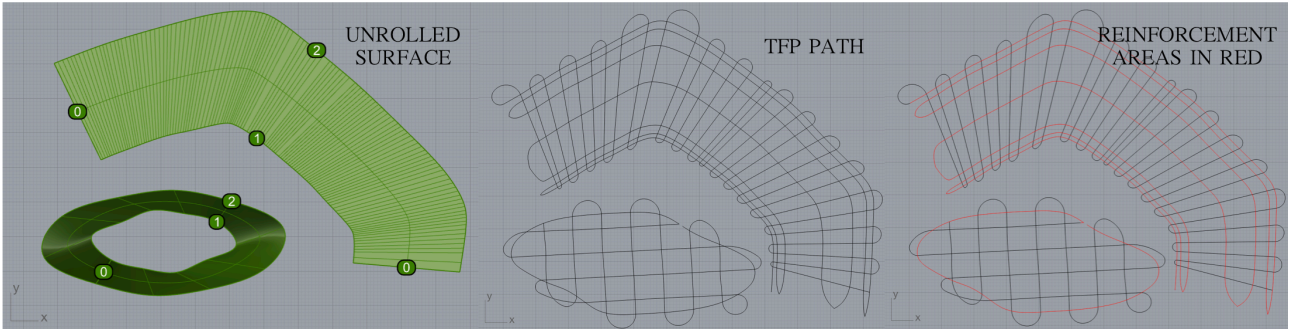 UNROLLED
SURFACE
2
0
1
0
2
1
0
y
x
TFP PATH
y
x
REINFORCEMENT
AREAS IN RED
y
x